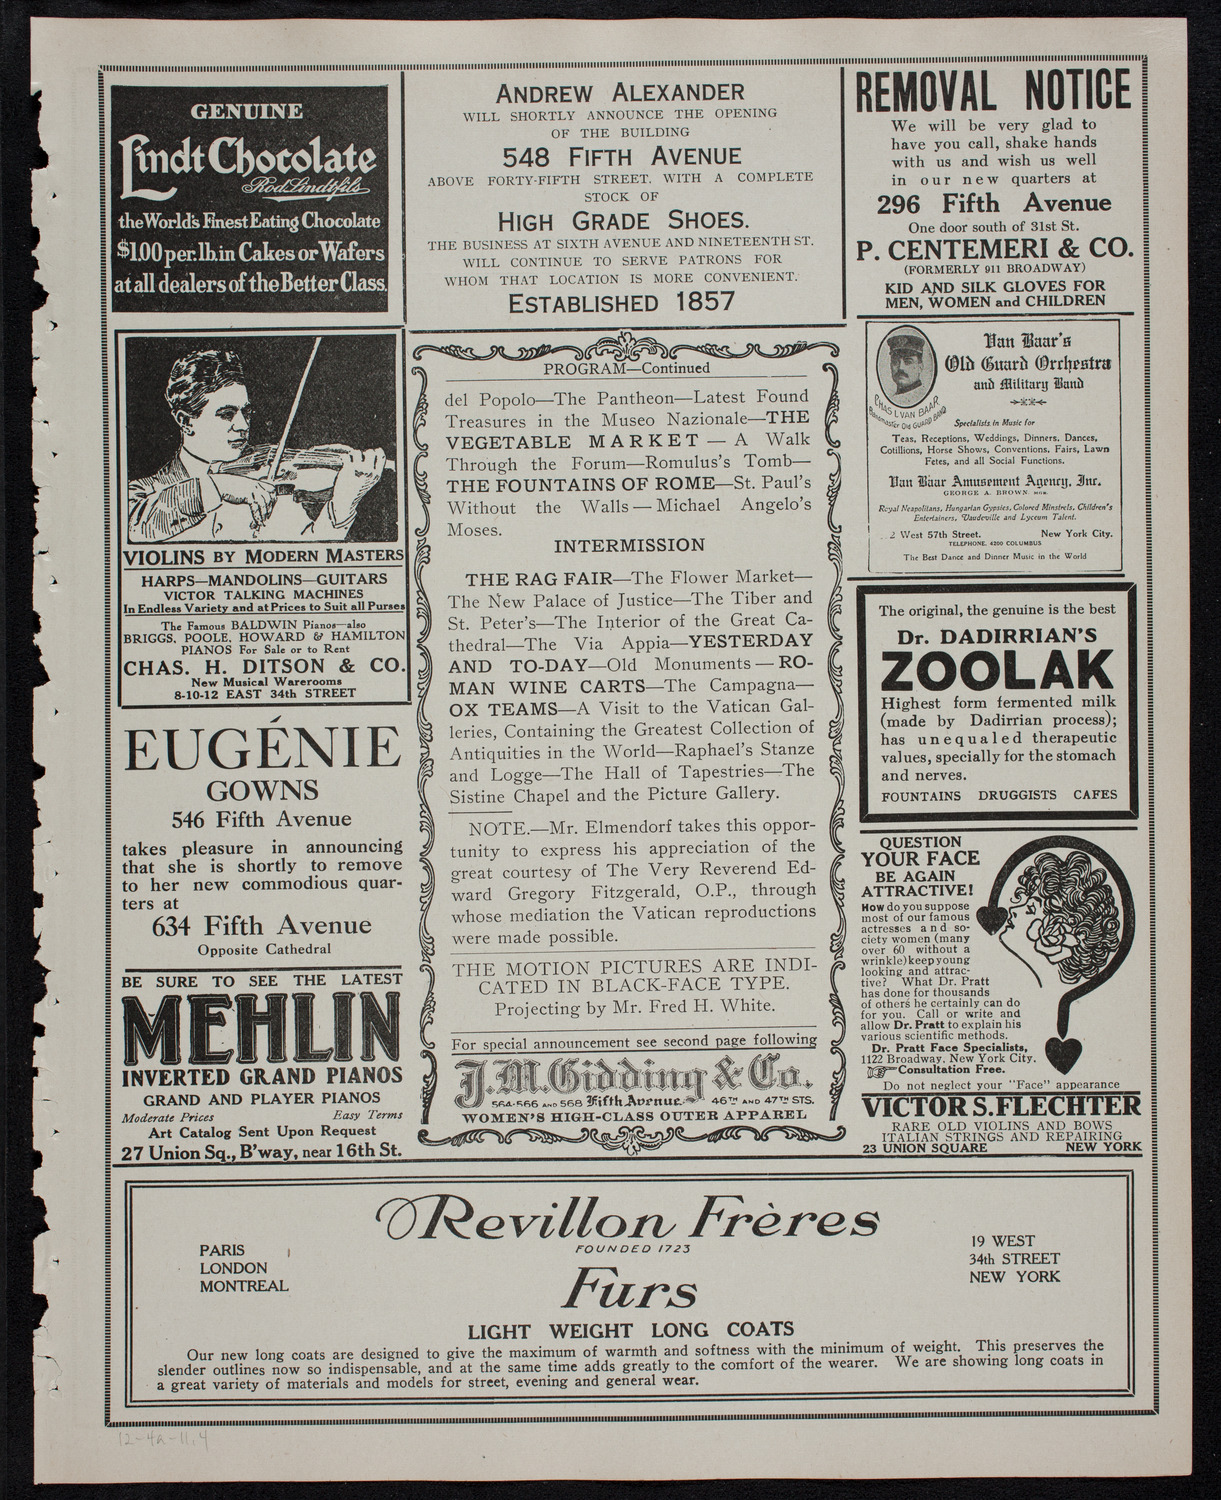 GENUINE
Lindt Chocolate
Rod. Lindt fils
the World's Finest Eating Chocolate
$1.00 per. lb. in Cakes or Wafers
at all dealers of the Better Class.
ANDREW ALEXANDER
WILL SHORTLY ANNOUNCE THE OPENING
OF THE BUILDING
548 FIFTH AVENUE
ABOVE FORTY-FIFTH STREET, WITH A COMPLETE
STOCK OF
HIGH GRADE SHOES.
THE BUSINESS AT SIXTH AVENUE AND NINETEENTH ST.
WILL CONTINUE TO SERVE PATRONS FOR
WHOM THAT LOCATION IS MORE CONVENIENT.
ESTABLISHED 1857
REMOVAL NOTICE
We will be very glad to
have you call, shake hands
with us and wish us well
in our new quarters at
296 Fifth Avenue
One door south of 31st St.
P. CENTEMERI & CO.
(FORMERLY 911 BROADWAY)
KID AND SILK GLOVES FOR
MEN, WOMEN and CHILDREN
VIOLINS BY MODERN MASTERS
HARPS—MANDOLINS—GUITARS
VICTOR TALKING MACHINES
In Endless Variety and at Prices to Suit all Purses
The Famous BALDWIN Pianos—also
BRIGGS, POOLE, HOWARD & HAMILTON
PIANOS For Sale or to Rent
CHAS. H. DITSON & CO.
New Musical Warerooms
8-10-12 EAST 34th STREET
EUGÉNIE
GOWNS
546 Fifth Avenue
takes pleasure in announcing
that she is shortly to remove
to her new commodious quar-
ters at
634 Fifth Avenue
Opposite Cathedral
BE SURE TO SEE THE LATEST
MEHLIN
INVERTED GRAND PIANOS
GRAND AND PLAYER PIANOS
Moderate Prices Easy Terms
Art Catalog Sent Upon Request
27 Union Sq., B'way, near 16th St.
PROGRAM—Continued
del Popolo—The Pantheon—Latest Found
Treasures in the Museo Nazionale—THE
VEGETABLE MARKET — A Walk
Through the Forum—Romulus's Tomb—
THE FOUNTAINS OF ROME—St. Paul's
Without the Walls — Michael Angelo's
Moses.
INTERMISSION
THE RAG FAIR—The Flower Market—
The New Palace of Justice—The Tiber and
St. Peter's—The Interior of the Great Ca-
thedral—The Via Appia—YESTERDAY
AND TO-DAY—Old Monuments — RO-
MAN WINE CARTS—The Campagna—
OX TEAMS—A Visit to the Vatican Gal-
leries, Containing the Greatest Collection of
Antiquities in the World—Raphael's Stanze
and Logge—The Hall of Tapestries—The
Sistine Chapel and the Picture Gallery.
NOTE.—Mr. Elmendorf takes this oppor-
tunity to express his appreciation of the
great courtesy of The Very Reverend Ed-
ward Gregory Fitzgerald, O.P., through
whose mediation the Vatican reproductions
were made possible.
THE MOTION PICTURES ARE INDI-
CATED IN BLACK-FACE TYPE.
Projecting by Mr. Fred H. White.
For special announcement see second page following
J. M. Gidding & Co.
564-566 AND 568 Fifth Avenue. 46TH AND 47TH STS.
WOMEN'S HIGH-CLASS OUTER APPAREL
CHAS L VAN BAAR
Bandmaster Old GUARD BAND
Van Baar's
Old Guard Orchestra
and Military Band
Specialists in Music for
Teas, Receptions, Weddings, Dinners, Dances,
Cotillions, Horse Shows, Conventions, Fairs, Lawn
Fetes, and all Social Functions.
Van Baar Amusement Agency, Inc.
GEORGE A. BROWN, MGR.
Royal Neapolitans, Hungarian Gypsies, Colored Minstrels, Children's
Entertainers, Vaudeville and Lyceum Talent.
2 West 57th Street. New York City.
TELEPHONE, 4200 COLUMBUS
The Best Dance and Dinner Music in the World
The original, the genuine is the best
Dr. DADIRRIAN'S
ZOOLAK
Highest form fermented milk
(made by Dadirrian process);
has unequaled therapeutic
values, specially for the stomach
and nerves.
FOUNTAINS DRUGGISTS CAFES
QUESTION
YOUR FACE
BE AGAIN
ATTRACTIVE!
How do you suppose
most of our famous
actresses and so-
ciety women (many
over 60 without a
wrinkle) keep young
looking and attrac-
tive? What Dr. Pratt
has done for thousands
of others he certainly can do
for you. Call or write and
allow Dr. Pratt to explain his
various scientific methods.
Dr. Pratt Face Specialists,
1122 Broadway, New York City.
Consultation Free.
Do not neglect your "Face" appearance
VICTOR S. FLECHTER
RARE OLD VIOLINS AND BOWS
ITALIAN STRINGS AND REPAIRING
23 UNION SQUARE NEW YORK
Revillon Frères
FOUNDED 1723
PARIS
LONDON
MONTREAL
19 WEST
34th STREET
NEW YORK
Furs
LIGHT WEIGHT LONG COATS
Our new long coats are designed to give the maximum of warmth and softness with the minimum of weight. This preserves the
slender outlines now so indispensable, and at the same time adds greatly to the comfort of the wearer. We are showing long coats in
a great variety of materials and models for street, evening and general wear.
12-4a-11.4